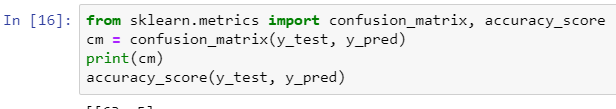 In [16]: from sklearn.metrics import confusion_matrix, accuracy_score
cm = confusion_matrix(y_test, y_pred)
print(cm)
accuracy_score(y_test, y_pred)